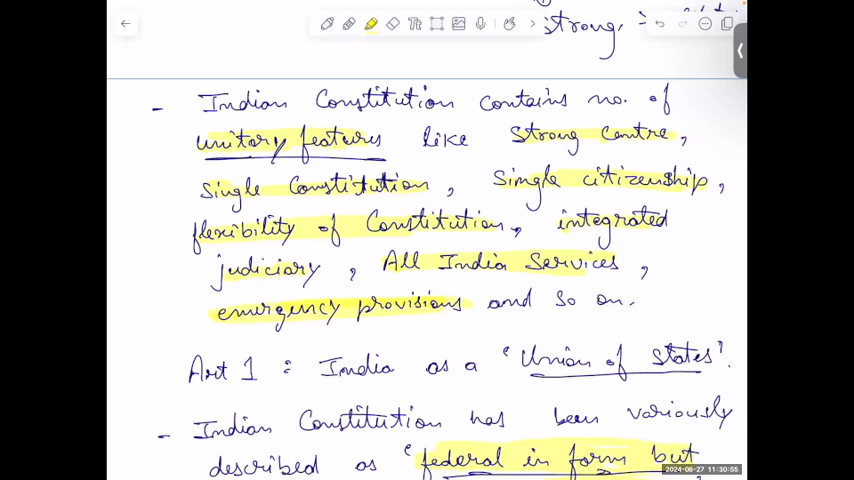 strong,
- Indian Constitution contains no. of
unitary features like Strong Centre,
Single Constitution, Single citizenship,
flexibility of Constitution, integrated
judiciary, All India Services,
emergency provisions and so on.
Art 1 : India as a 'Union of States'.
- Indian Constitution has been variously
described as 'federal in form but
2024-08-27 11:30:55